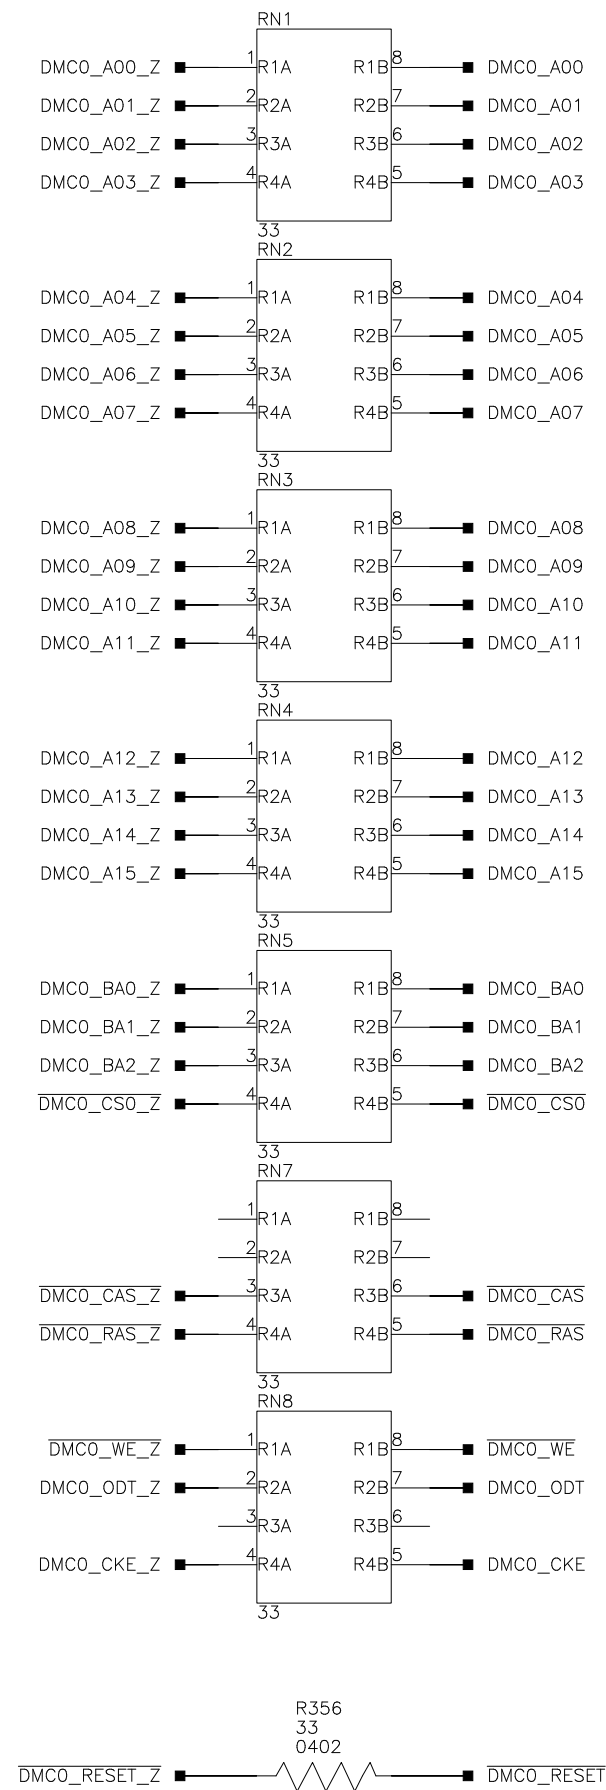 RN1
DMC0_A00_Z 1 R1A R1B 8 DMC0_A00
DMC0_A01_Z 2 R2A R2B 7 DMC0_A01
DMC0_A02_Z 3 R3A R3B 6 DMC0_A02
DMC0_A03_Z 4 R4A R4B 5 DMC0_A03
33
RN2
DMC0_A04_Z 1 R1A R1B 8 DMC0_A04
DMC0_A05_Z 2 R2A R2B 7 DMC0_A05
DMC0_A06_Z 3 R3A R3B 6 DMC0_A06
DMC0_A07_Z 4 R4A R4B 5 DMC0_A07
33
RN3
DMC0_A08_Z 1 R1A R1B 8 DMC0_A08
DMC0_A09_Z 2 R2A R2B 7 DMC0_A09
DMC0_A10_Z 3 R3A R3B 6 DMC0_A10
DMC0_A11_Z 4 R4A R4B 5 DMC0_A11
33
RN4
DMC0_A12_Z 1 R1A R1B 8 DMC0_A12
DMC0_A13_Z 2 R2A R2B 7 DMC0_A13
DMC0_A14_Z 3 R3A R3B 6 DMC0_A14
DMC0_A15_Z 4 R4A R4B 5 DMC0_A15
33
RN5
DMC0_BA0_Z 1 R1A R1B 8 DMC0_BA0
DMC0_BA1_Z 2 R2A R2B 7 DMC0_BA1
DMC0_BA2_Z 3 R3A R3B 6 DMC0_BA2
DMC0_CS0_Z 4 R4A R4B 5 DMC0_CS0
33
RN7
1 R1A R1B 8
2 R2A R2B 7
DMC0_CAS_Z 3 R3A R3B 6 DMC0_CAS
DMC0_RAS_Z 4 R4A R4B 5 DMC0_RAS
33
RN8
DMC0_WE_Z 1 R1A R1B 8 DMC0_WE
DMC0_ODT_Z 2 R2A R2B 7 DMC0_ODT
3 R3A R3B 6
DMC0_CKE_Z 4 R4A R4B 5 DMC0_CKE
33
R356
33
0402
DMC0_RESET_Z DMC0_RESET